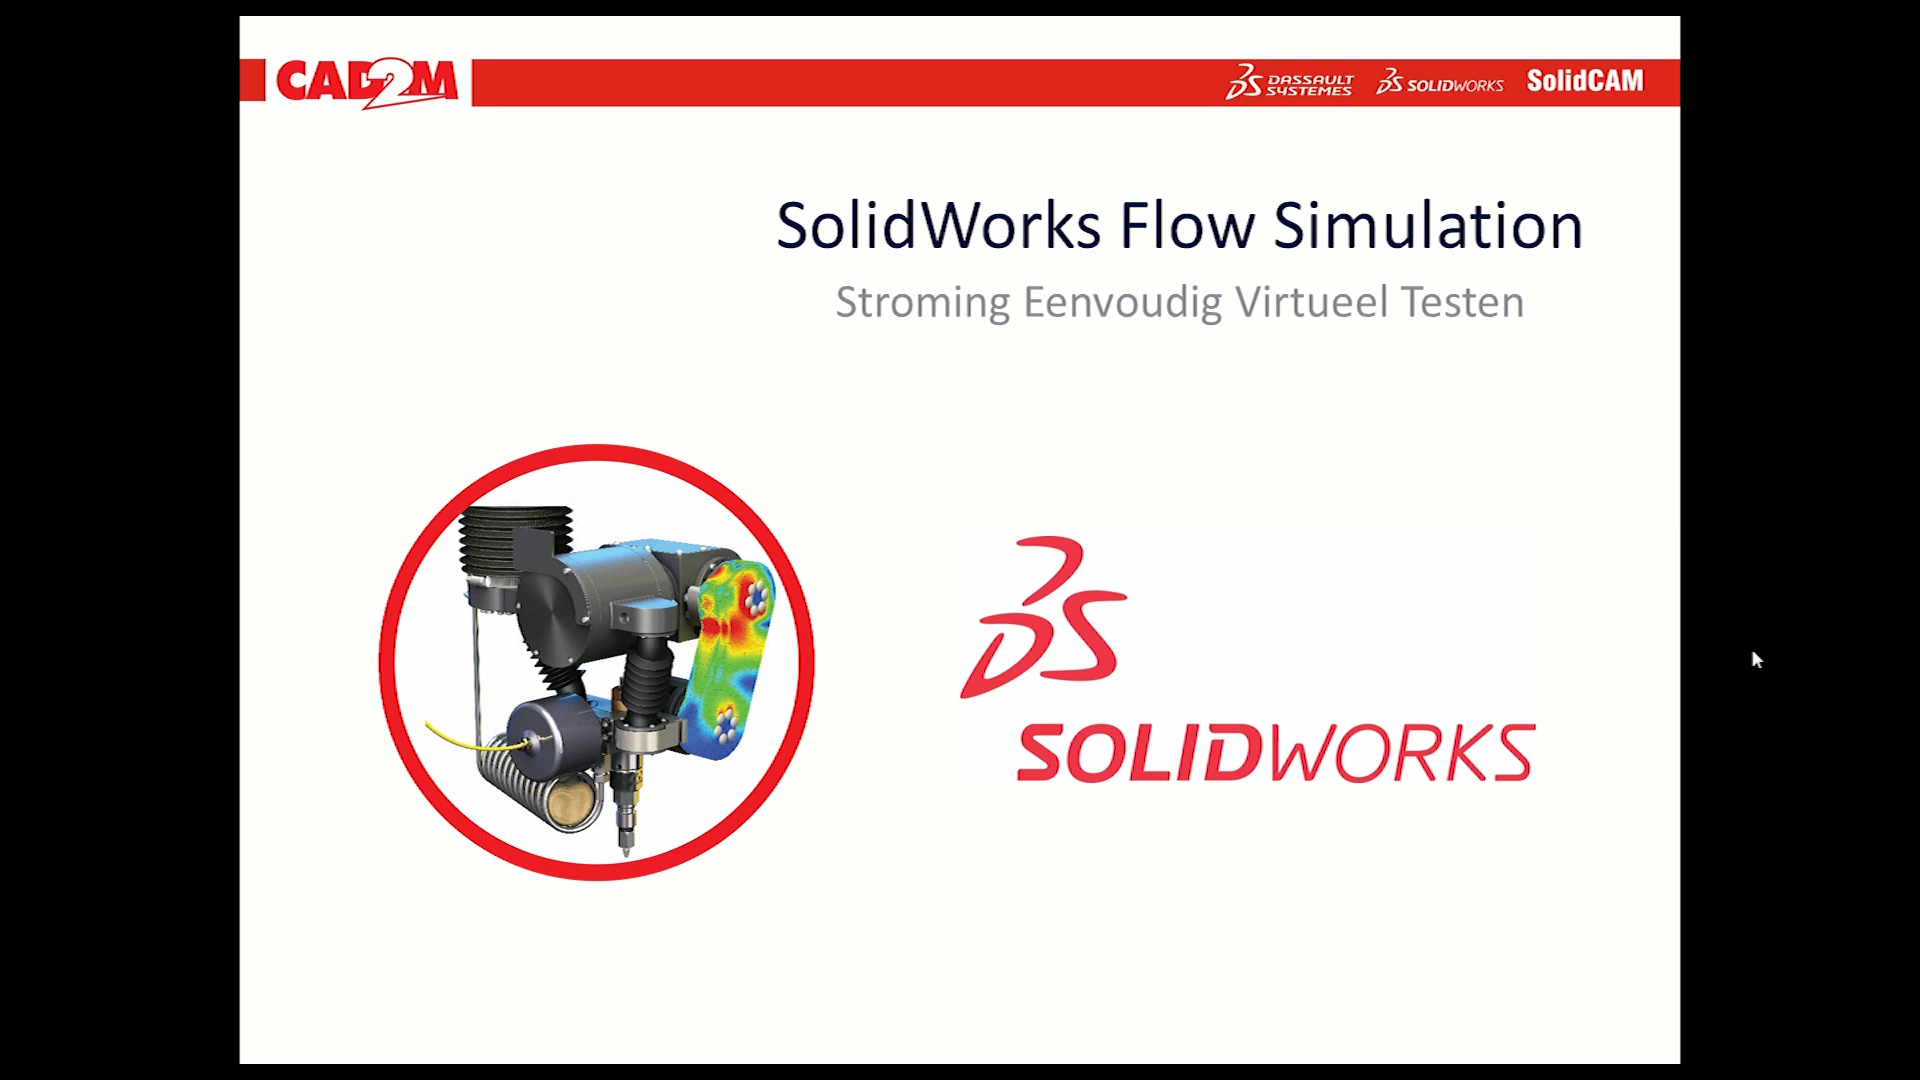 CAD2M
DASSAULT SYSTEMES
SOLIDWORKS
SolidCAM
SolidWorks Flow Simulation
Stroming Eenvoudig Virtueel Testen
SOLIDWORKS